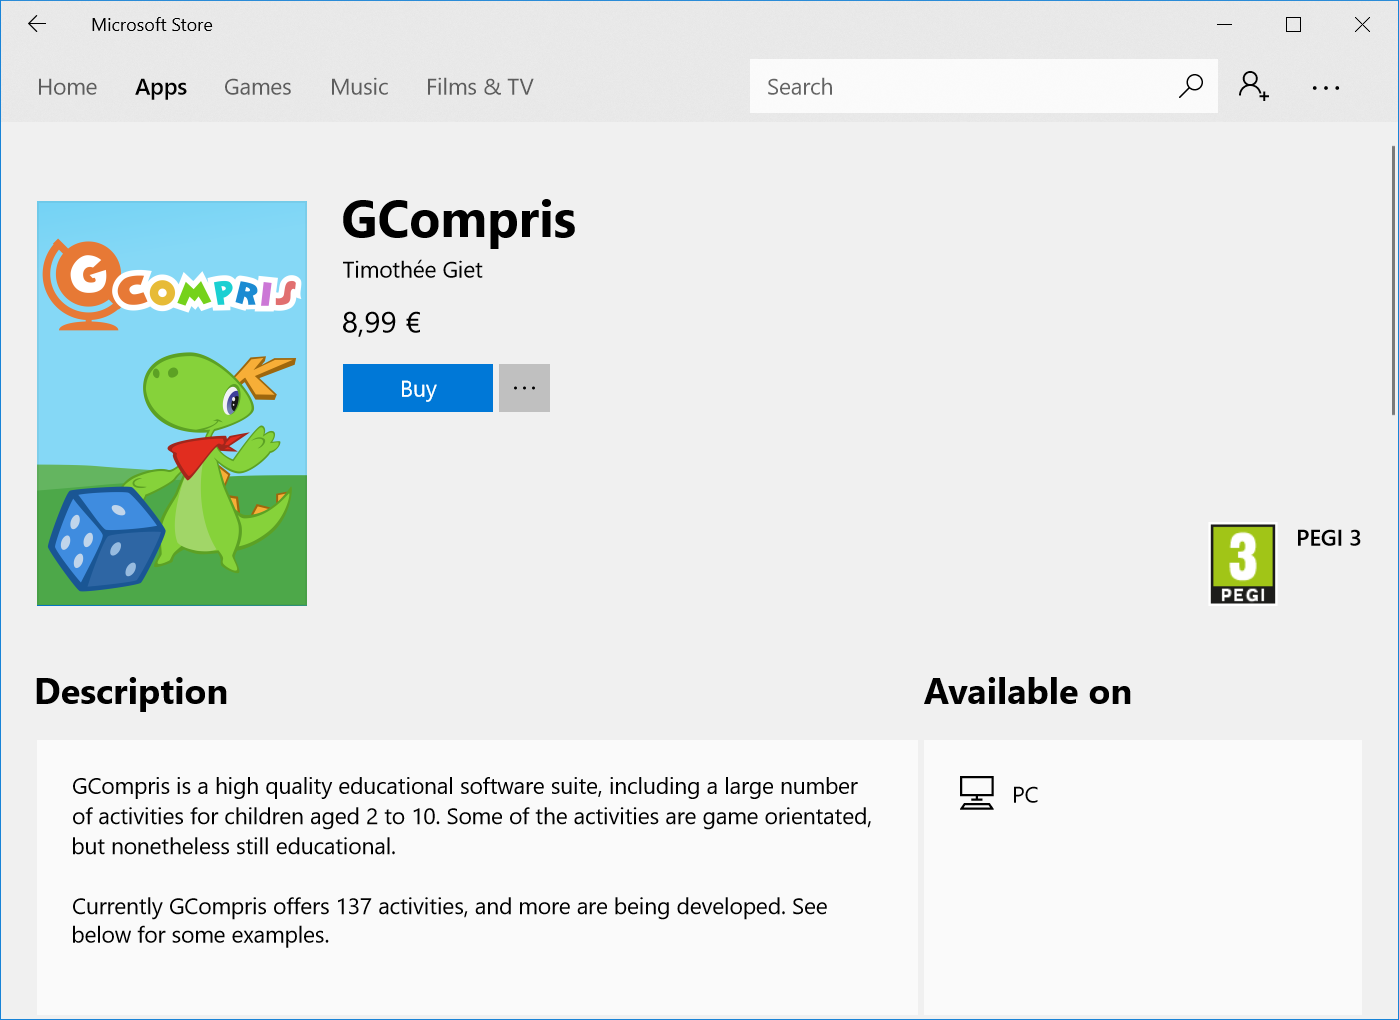 Microsoft Store
Home Apps Games Music Films & TV
Search
GCOMPRIS
GCompris
Timothée Giet
8,99 €
Buy
3
PEGI
PEGI 3
Description
GCompris is a high quality educational software suite, including a large number
of activities for children aged 2 to 10. Some of the activities are game orientated,
but nonetheless still educational.
Currently GCompris offers 137 activities, and more are being developed. See
below for some examples.
Available on
PC